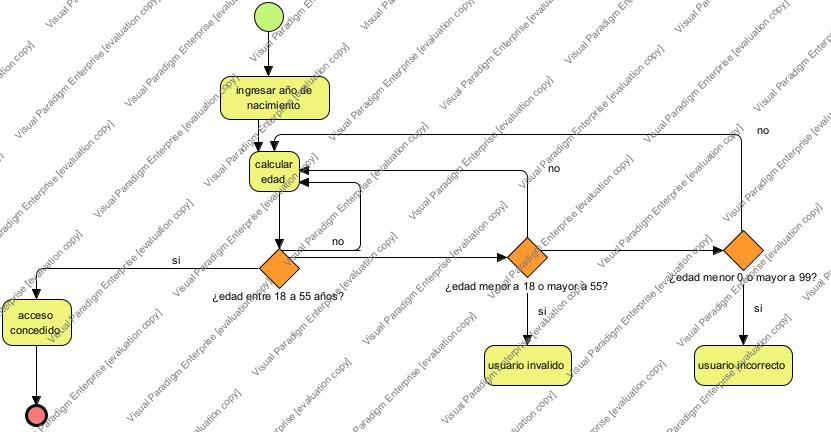 ingresar año de
nacimiento
no
calcular
edad
no
no
si
¿edad entre 18 a 55 años?
¿edad menor a 18 o mayor a 55?
¿edad menor 0 o mayor a 99?
si
si
acceso
concedido
usuario invalido
usuario incorrecto
Visual Paradigm Enterprise [evaluation copy]